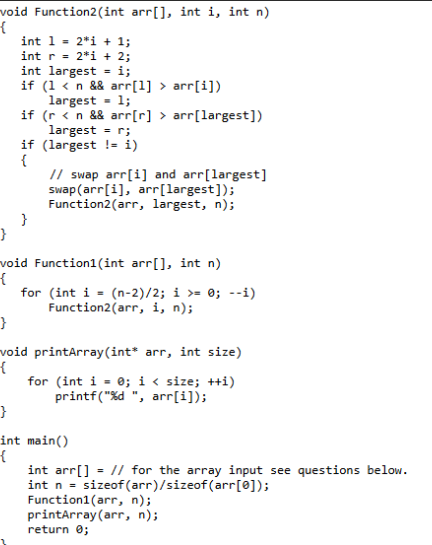 void Function2(int arr[], int i, int n)
{
int l = 2*i + 1;
int r = 2*i + 2;
int largest = i;
if (l < n && arr[l] > arr[i])
largest = l;
if (r < n && arr[r] > arr[largest])
largest = r;
if (largest != i)
{
// swap arr[i] and arr[largest]
swap(arr[i], arr[largest]);
Function2(arr, largest, n);
}
}
void Function1(int arr[], int n)
{
for (int i = (n-2)/2; i >= 0; --i)
Function2(arr, i, n);
}
void printArray(int* arr, int size)
{
for (int i = 0; i < size; ++i)
printf("%d ", arr[i]);
}
int main()
{
int arr[] = // for the array input see questions below.
int n = sizeof(arr)/sizeof(arr[0]);
Function1(arr, n);
printArray(arr, n);
return 0;
}